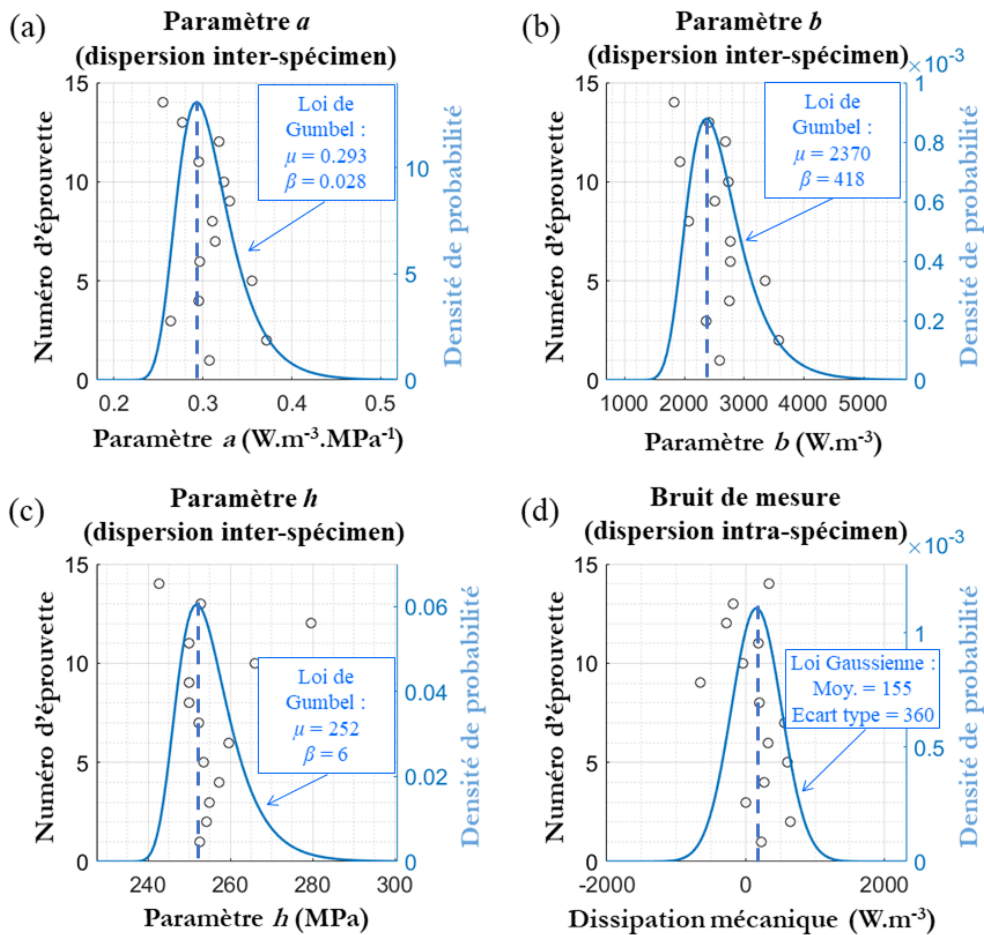 (a)
Paramètre a
(dispersion inter-spécimen)
15
10
5
0
Numéro d'éprouvette
Loi de
Gumbel :
μ = 0.293
β = 0.028
10
5
0
Densité de probabilité
0.2 0.3 0.4 0.5
Paramètre a (W.m⁻³.MPa⁻¹)
(b)
Paramètre b
(dispersion inter-spécimen)
×10⁻³
15
10
5
0
Numéro d'éprouvette
Loi de
Gumbel :
μ = 2370
β = 418
1
0.8
0.6
0.4
0.2
0
Densité de probabilité
1000 2000 3000 4000 5000
Paramètre b (W.m⁻³)
(c)
Paramètre h
(dispersion inter-spécimen)
15
10
5
0
Numéro d'éprouvette
Loi de
Gumbel :
μ = 252
β = 6
0.06
0.04
0.02
0
Densité de probabilité
240 260 280 300
Paramètre h (MPa)
(d)
Bruit de mesure
(dispersion intra-spécimen)
×10⁻³
15
10
5
0
Numéro d'éprouvette
Loi Gaussienne :
Moy. = 155
Ecart type = 360
1
0.5
0
Densité de probabilité
-2000 0 2000
Dissipation mécanique (W.m⁻³)